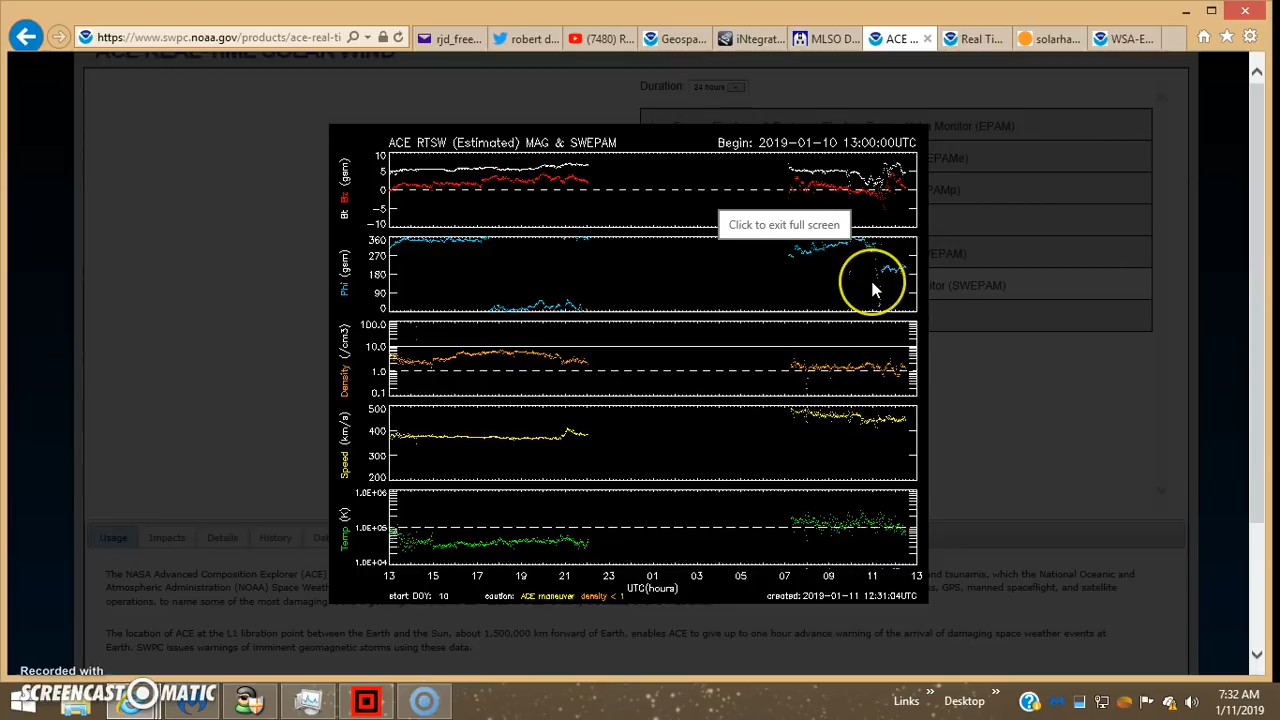 https://www.swpc.noaa.gov/products/ace-real-ti
rjd_free...
robert d...
(7480) R...
Geospa...
iNtegrat...
MLSO D...
ACE ...
Real Ti...
solarha...
WSA-E...
ACE REAL-TIME SOLAR WIND
Duration: 24 hours
Monitor (EPAM)
ACE RTSW (Estimated) MAG & SWEPAM Begin: 2019-01-10 13:00:00UTC
Bt Bz (gsm)
10
5
0
-5
-10
Click to exit full screen
Phi (gsm)
360
270
180
90
0
Density (/cm3)
100.0
10.0
1.0
0.1
Speed (km/s)
500
400
300
200
Temp (K)
1.0E+06
1.0E+05
1.0E+04
13 15 17 19 21 23 01 03 05 07 09 11 13
UTC(hours)
start DOY: 10 caution: ACE maneuver density < 1 created: 2019-01-11 12:31:04UTC
Usage Impacts Details History
The NASA Advanced Composition Explorer (ACE) and tsunamis, which the National Oceanic and
Atmospheric Administration (NOAA) Space Weath GPS, manned spaceflight, and satellite
operations, to name some of the most damaging
The location of ACE at the L1 libration point between the Earth and the Sun, about 1,500,000 km forward of Earth, enables ACE to give up to one hour advance warning of the arrival of damaging space weather events at
Earth. SWPC issues warnings of imminent geomagnetic storms using these data.
Recorded with
SCREENCAST-O-MATIC
Links
Desktop
7:32 AM
1/11/2019